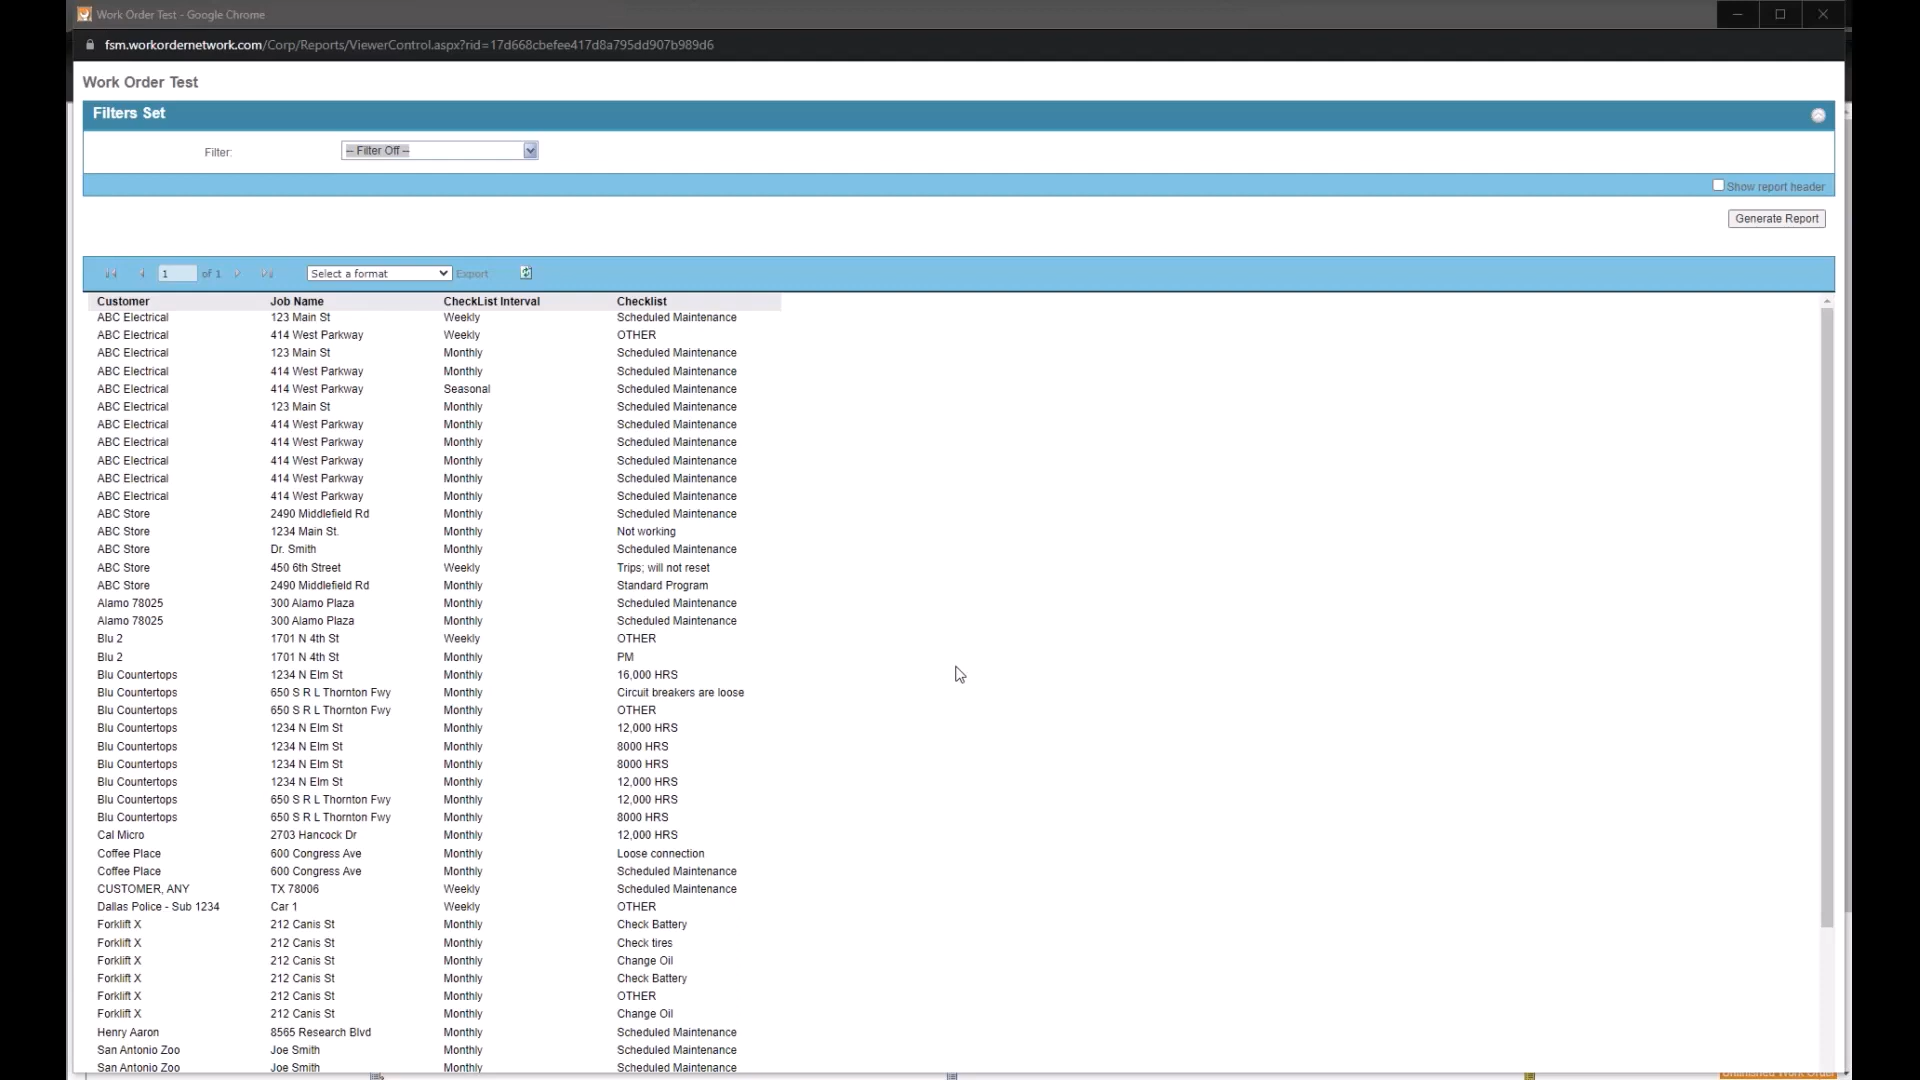 Work Order Test - Google Chrome
fsm.workordernetwork.com/Corp/Reports/ViewerControl.aspx?rid=17d668cbefee417d8a795dd907b989d6
Work Order Test
Filters Set
Filter: -- Filter Off --
Show report header
Generate Report
1 of 1 Select a format Export
Customer Job Name CheckList Interval Checklist
ABC Electrical 123 Main St Weekly Scheduled Maintenance
ABC Electrical 414 West Parkway Weekly OTHER
ABC Electrical 123 Main St Monthly Scheduled Maintenance
ABC Electrical 414 West Parkway Monthly Scheduled Maintenance
ABC Electrical 414 West Parkway Seasonal Scheduled Maintenance
ABC Electrical 123 Main St Monthly Scheduled Maintenance
ABC Electrical 414 West Parkway Monthly Scheduled Maintenance
ABC Electrical 414 West Parkway Monthly Scheduled Maintenance
ABC Electrical 414 West Parkway Monthly Scheduled Maintenance
ABC Electrical 414 West Parkway Monthly Scheduled Maintenance
ABC Electrical 414 West Parkway Monthly Scheduled Maintenance
ABC Store 2490 Middlefield Rd Monthly Scheduled Maintenance
ABC Store 1234 Main St. Monthly Not working
ABC Store Dr. Smith Monthly Scheduled Maintenance
ABC Store 450 6th Street Weekly Trips; will not reset
ABC Store 2490 Middlefield Rd Monthly Standard Program
Alamo 78025 300 Alamo Plaza Monthly Scheduled Maintenance
Alamo 78025 300 Alamo Plaza Monthly Scheduled Maintenance
Blu 2 1701 N 4th St Weekly OTHER
Blu 2 1701 N 4th St Monthly PM
Blu Countertops 1234 N Elm St Monthly 16,000 HRS
Blu Countertops 650 S R L Thornton Fwy Monthly Circuit breakers are loose
Blu Countertops 650 S R L Thornton Fwy Monthly OTHER
Blu Countertops 1234 N Elm St Monthly 12,000 HRS
Blu Countertops 1234 N Elm St Monthly 8000 HRS
Blu Countertops 1234 N Elm St Monthly 8000 HRS
Blu Countertops 1234 N Elm St Monthly 12,000 HRS
Blu Countertops 650 S R L Thornton Fwy Monthly 12,000 HRS
Blu Countertops 650 S R L Thornton Fwy Monthly 8000 HRS
Cal Micro 2703 Hancock Dr Monthly 12,000 HRS
Coffee Place 600 Congress Ave Monthly Loose connection
Coffee Place 600 Congress Ave Monthly Scheduled Maintenance
CUSTOMER, ANY TX 78006 Weekly Scheduled Maintenance
Dallas Police - Sub 1234 Car 1 Weekly OTHER
Forklift X 212 Canis St Monthly Check Battery
Forklift X 212 Canis St Monthly Check tires
Forklift X 212 Canis St Monthly Change Oil
Forklift X 212 Canis St Monthly Check Battery
Forklift X 212 Canis St Monthly OTHER
Forklift X 212 Canis St Monthly Change Oil
Henry Aaron 8565 Research Blvd Monthly Scheduled Maintenance
San Antonio Zoo Joe Smith Monthly Scheduled Maintenance
San Antonio Zoo Joe Smith Monthly Scheduled Maintenance